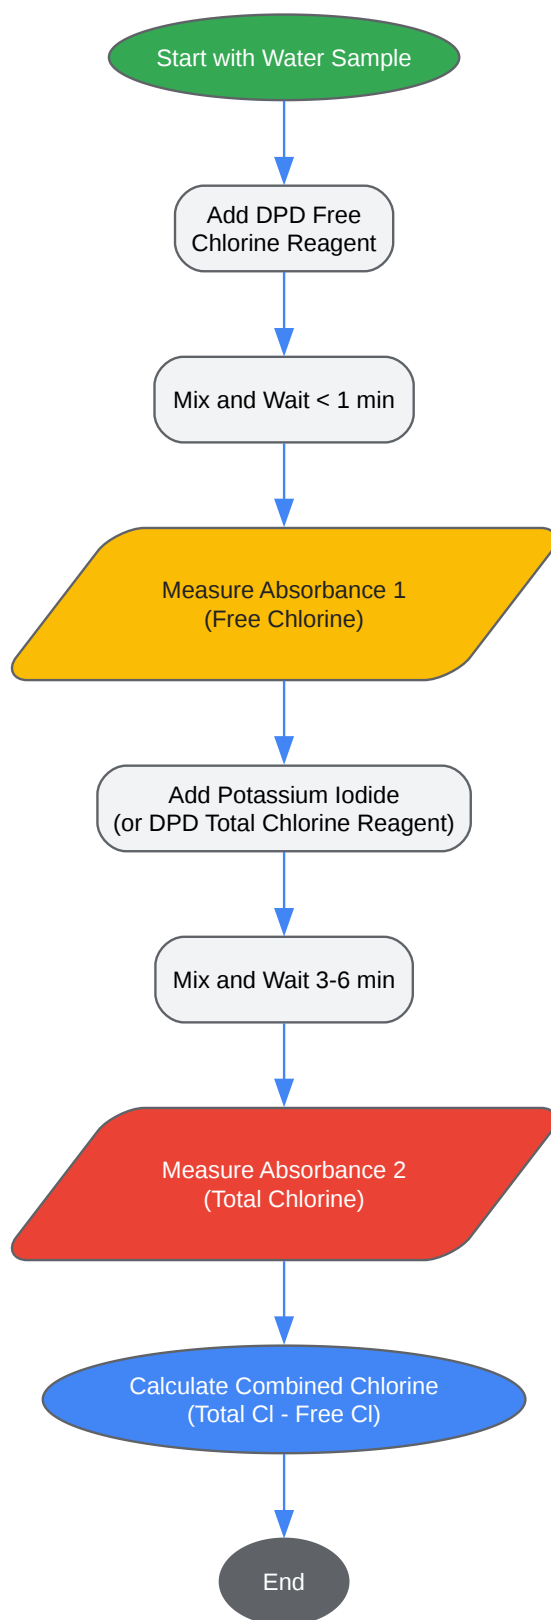 Start with Water Sample
Add DPD Free
Chlorine Reagent
Mix and Wait < 1 min
Measure Absorbance 1
(Free Chlorine)
Add Potassium Iodide
(or DPD Total Chlorine Reagent)
Mix and Wait 3-6 min
Measure Absorbance 2
(Total Chlorine)
Calculate Combined Chlorine
(Total Cl - Free Cl)
End